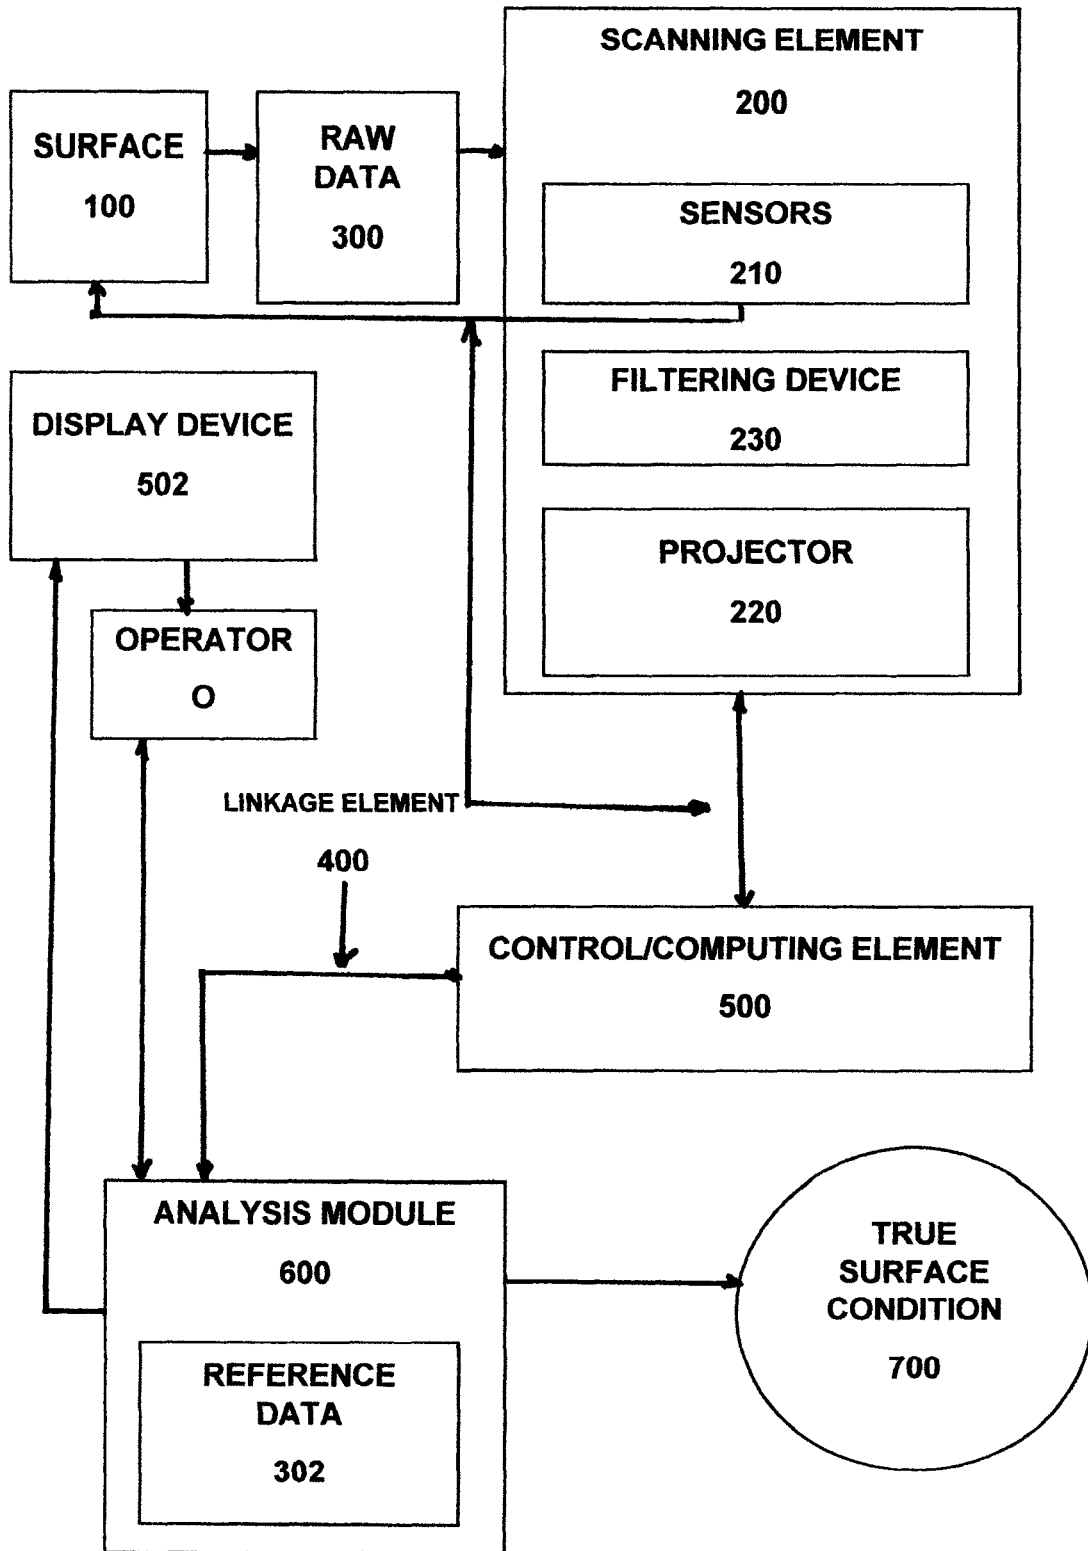 SCANNING ELEMENT
200
SURFACE
100
RAW
DATA
300
SENSORS
210
FILTERING DEVICE
230
PROJECTOR
220
DISPLAY DEVICE
502
OPERATOR
O
LINKAGE ELEMENT
400
CONTROL/COMPUTING ELEMENT
500
ANALYSIS MODULE
600
REFERENCE
DATA
302
TRUE
SURFACE
CONDITION
700